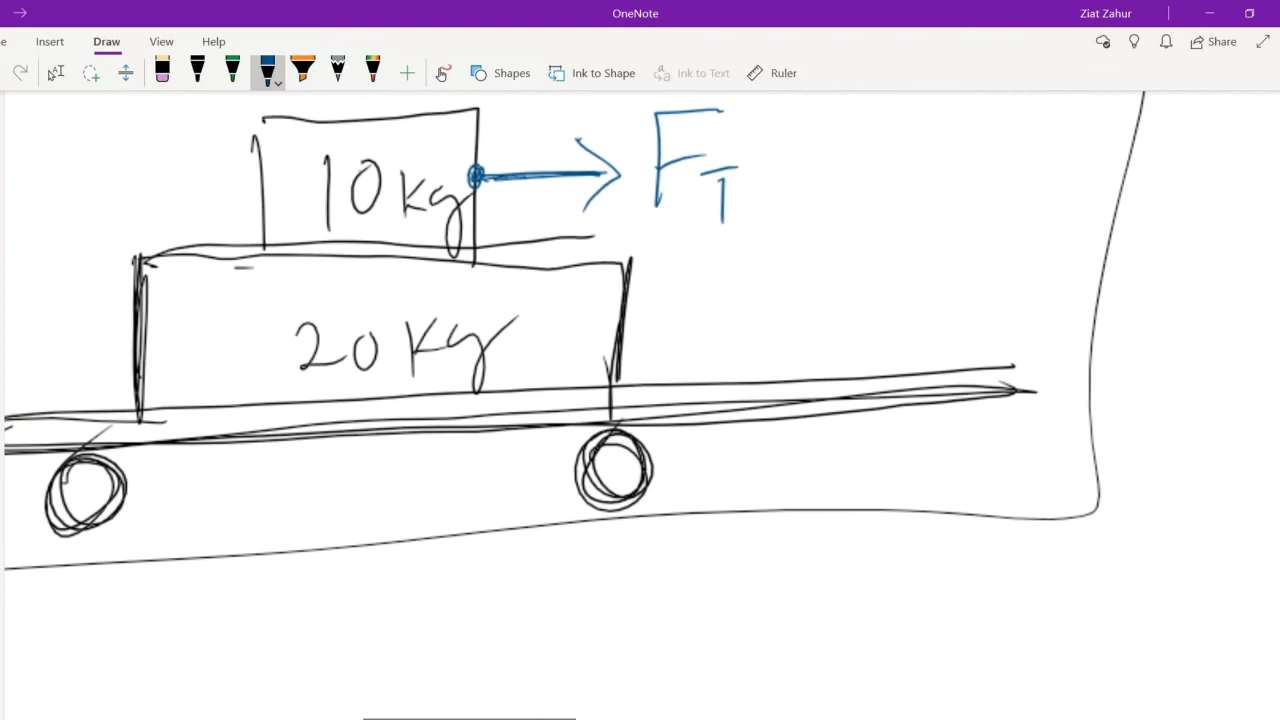 OneNote
Ziat Zahur
Insert Draw View Help
Share
Shapes Ink to Shape Ink to Text Ruler
10 kg
F_T
20 kg